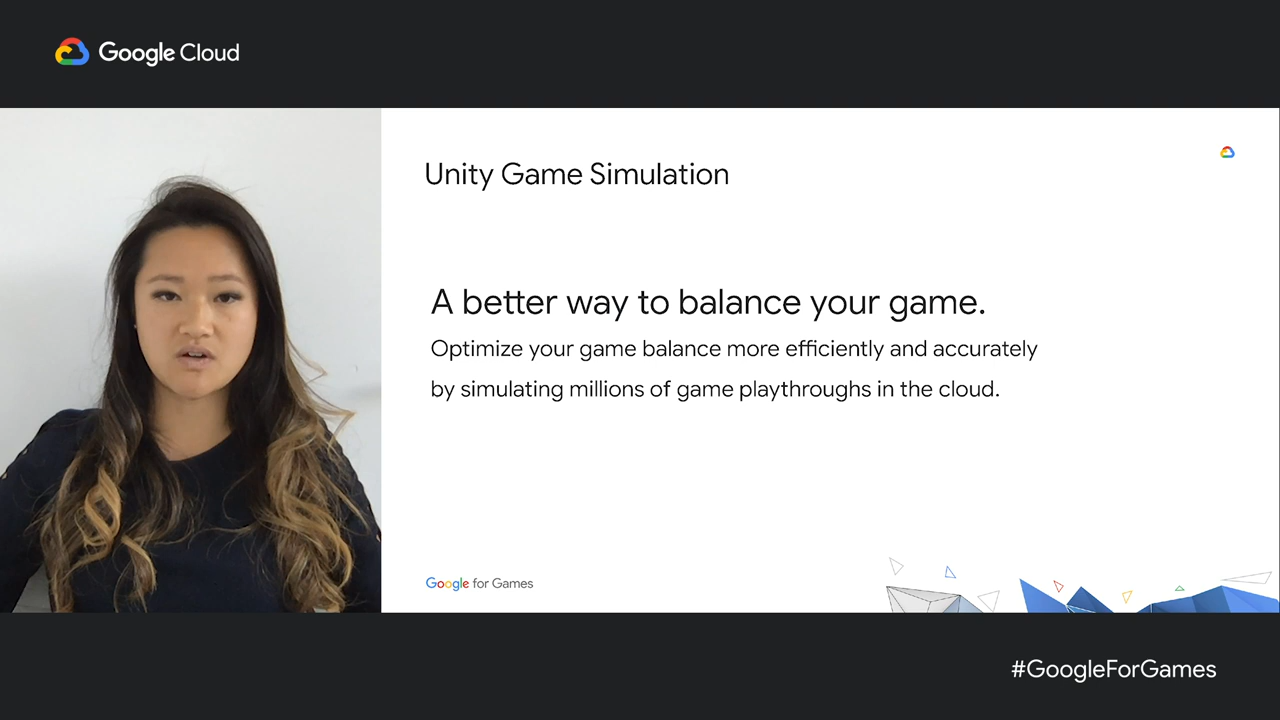 Google Cloud
Unity Game Simulation
A better way to balance your game.
Optimize your game balance more efficiently and accurately
by simulating millions of game playthroughs in the cloud.
Google for Games
#GoogleForGames